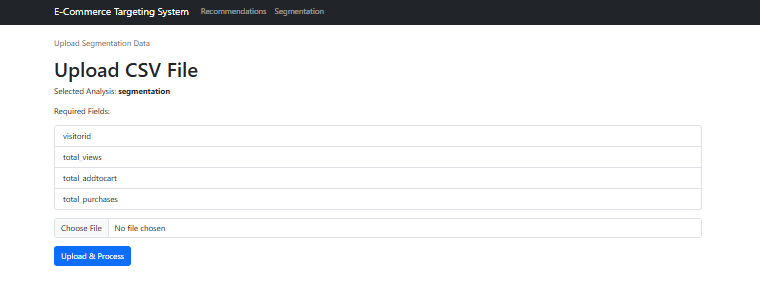 E-Commerce Targeting System Recommendations Segmentation
Upload Segmentation Data
Upload CSV File
Selected Analysis: segmentation
Required Fields:
visitorid
total_views
total_addtocart
total_purchases
Choose File No file chosen
Upload & Process